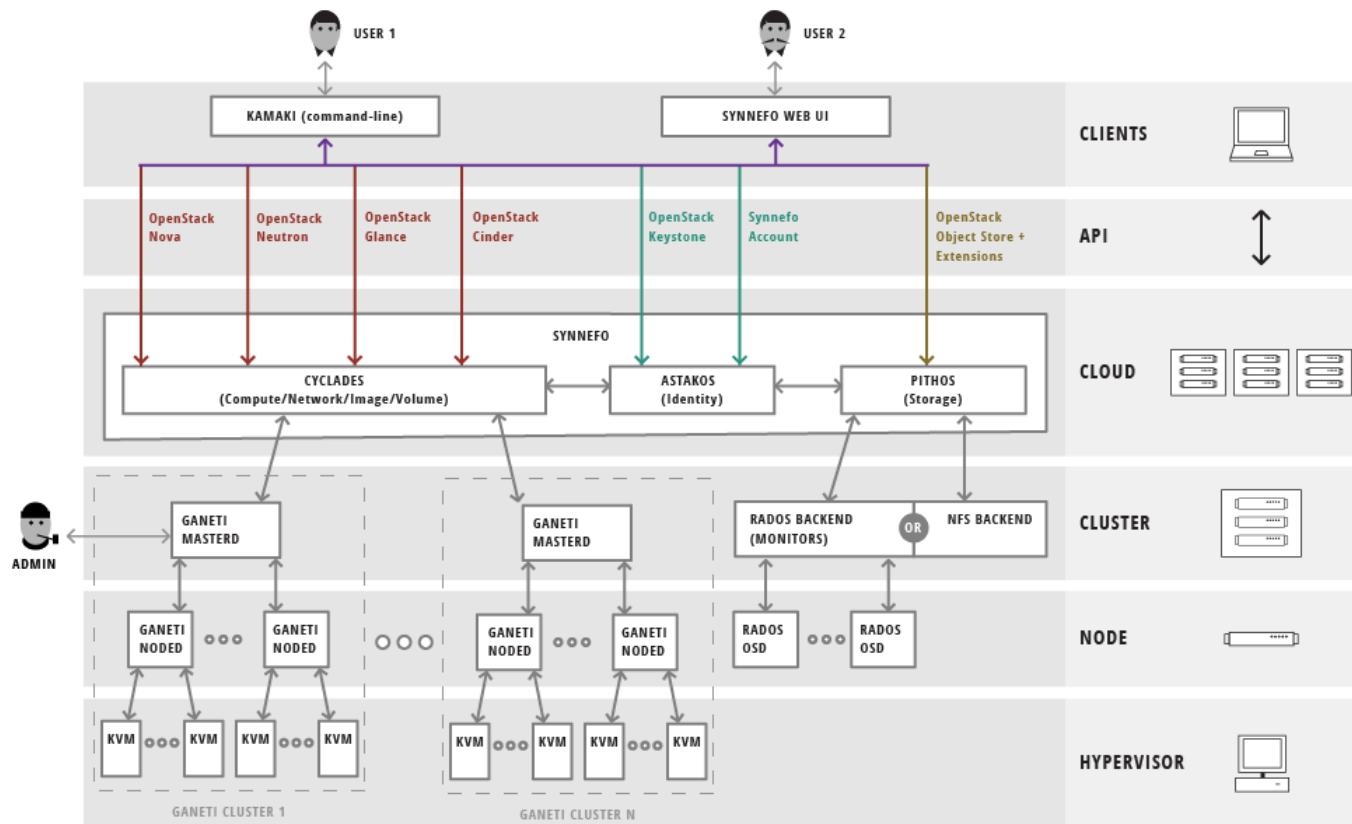 USER 1
USER 2
KAMAKI (command-line)
SYNNEFO WEB UI
CLIENTS
OpenStack
Nova
OpenStack
Neutron
OpenStack
Glance
OpenStack
Cinder
OpenStack
Keystone
Synnefo
Account
OpenStack
Object Store +
Extensions
API
SYNNEFO
CYCLADES
(Compute/Network/Image/Volume)
ASTAKOS
(Identity)
PITHOS
(Storage)
CLOUD
ADMIN
GANETI
MASTERD
GANETI
MASTERD
RADOS BACKEND
(MONITORS)
OR
NFS BACKEND
CLUSTER
GANETI
NODED
GANETI
NODED
GANETI
NODED
GANETI
NODED
RADOS
OSD
RADOS
OSD
NODE
KVM
KVM
KVM
KVM
KVM
KVM
KVM
KVM
HYPERVISOR
GANETI CLUSTER 1
GANETI CLUSTER N